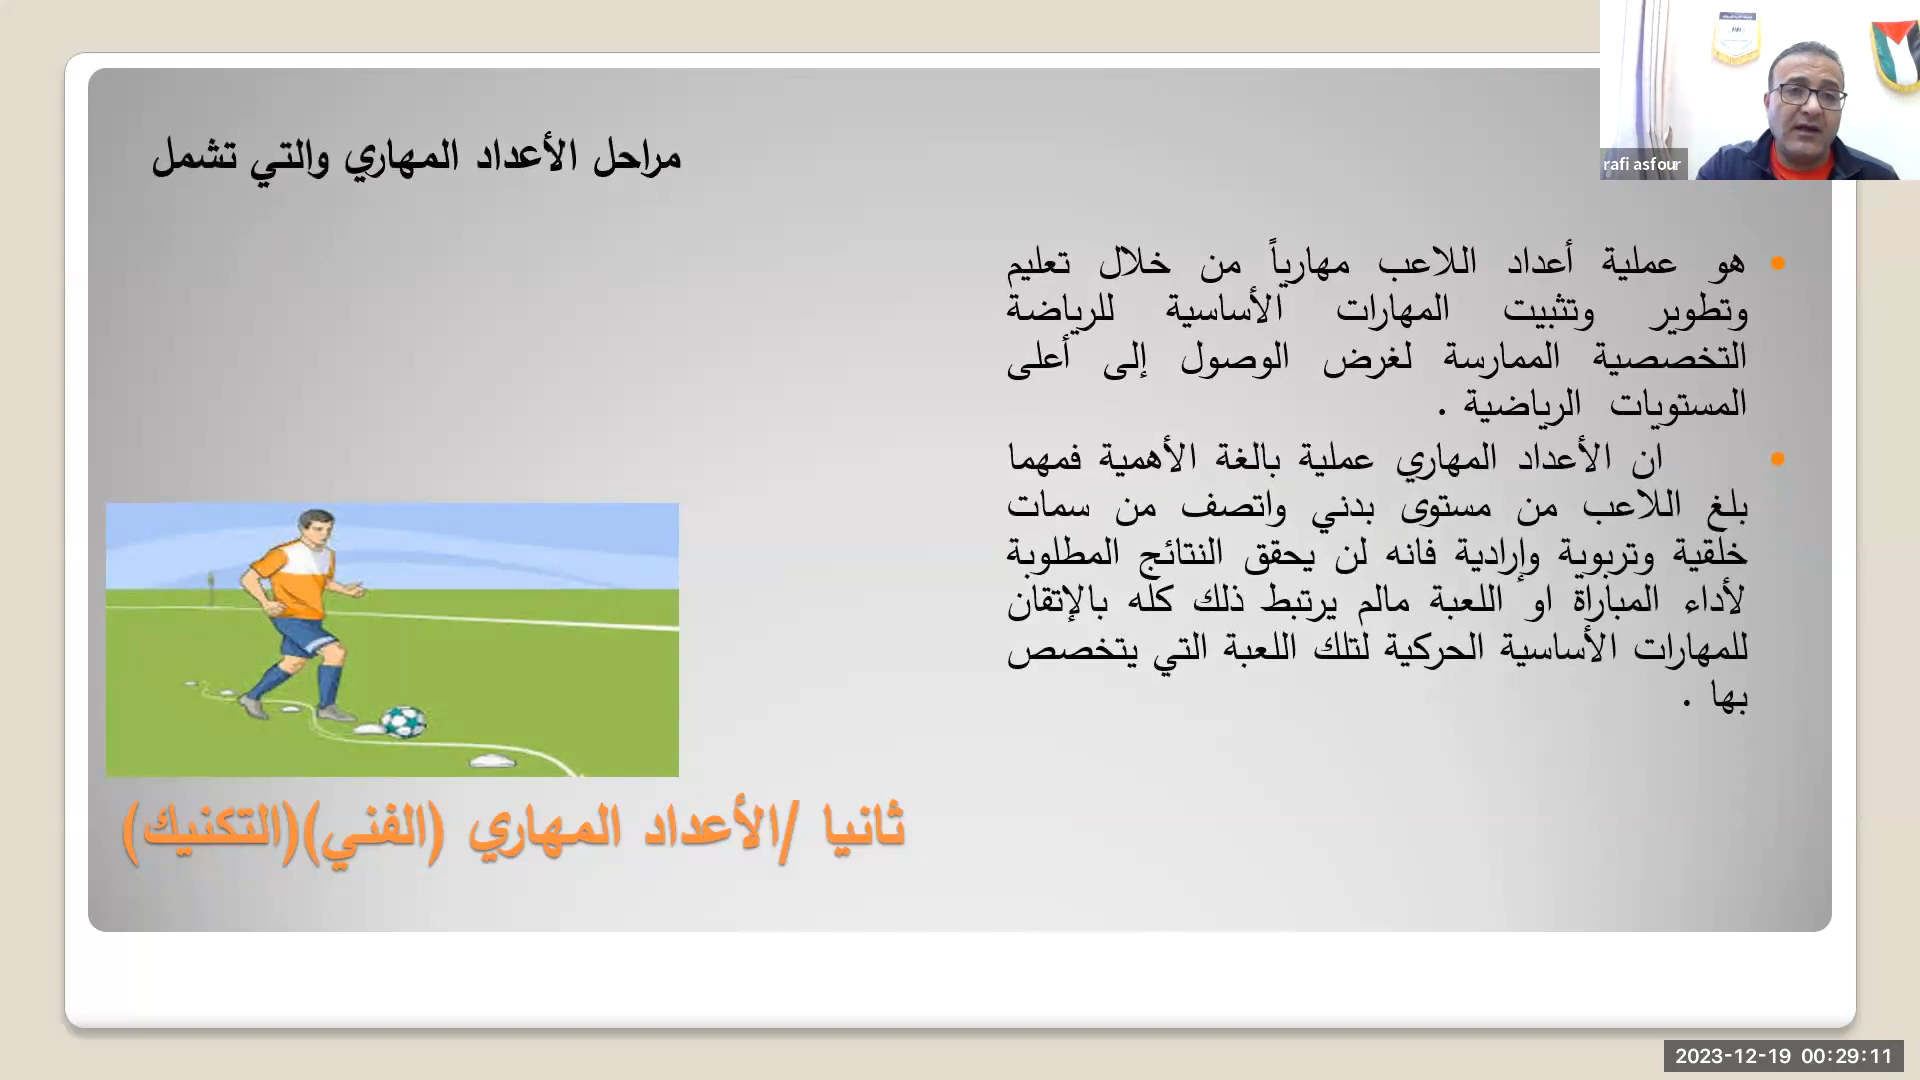 مراحل الأعداد المهاري والتي تشمل
هو عملية أعداد اللاعب مهارياً من خلال تعليم
وتطوير وتثبيت المهارات الأساسية للرياضة
التخصصية الممارسة لغرض الوصول إلى أعلى
المستويات الرياضية .
ان الأعداد المهاري عملية بالغة الأهمية فمهما
بلغ اللاعب من مستوى بدني واتصف من سمات
خلقية وتربوية وإرادية فانه لن يحقق النتائج المطلوبة
لأداء المباراة او اللعبة مالم يرتبط ذلك كله بالإتقان
للمهارات الأساسية الحركية لتلك اللعبة التي يتخصص
بها .
ثانيا /الأعداد المهاري (الفني)(التكنيك)
rafi asfour
2023-12-19 00:29:11